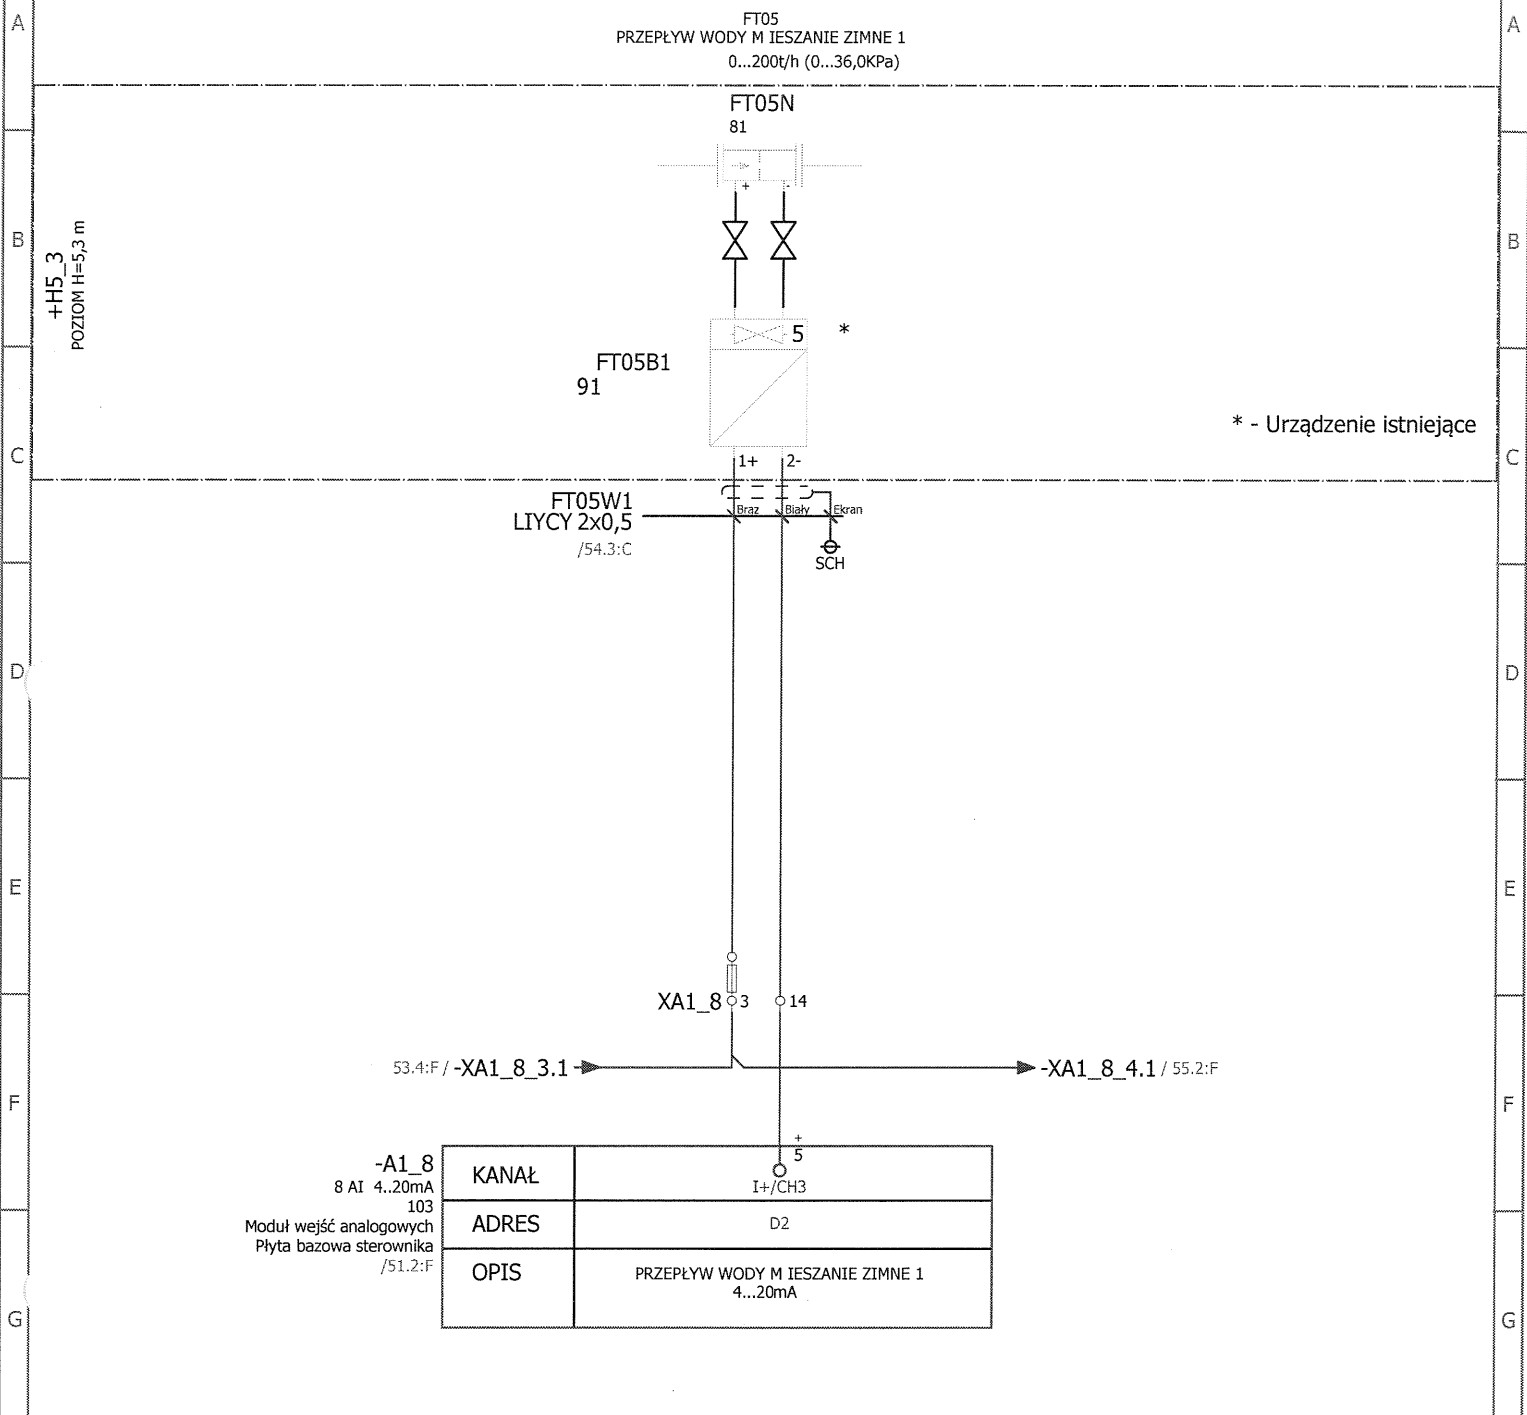 A
A
FT05
PRZEPŁYW WODY M IESZANIE ZIMNE 1
0...200t/h (0...36,0KPa)
FT05N
81
+
-
B
B
+H5_3
POZIOM H=5,3 m
5
*
FT05B1
91
* - Urządzenie istniejące
C
C
1+
2-
FT05W1
LIYCY 2x0,5
/54.3:C
Braz
Biały
Ekran
SCH
D
D
E
E
XA1_8
3
14
53.4:F / -XA1_8_3.1
-XA1_8_4.1 / 55.2:F
F
F
+
5
-A1_8
8 AI 4..20mA
103
Moduł wejść analogowych
Płyta bazowa sterownika
/51.2:F
KANAŁ
I+/CH3
ADRES
D2
OPIS
PRZEPŁYW WODY M IESZANIE ZIMNE 1
4...20mA
G
G